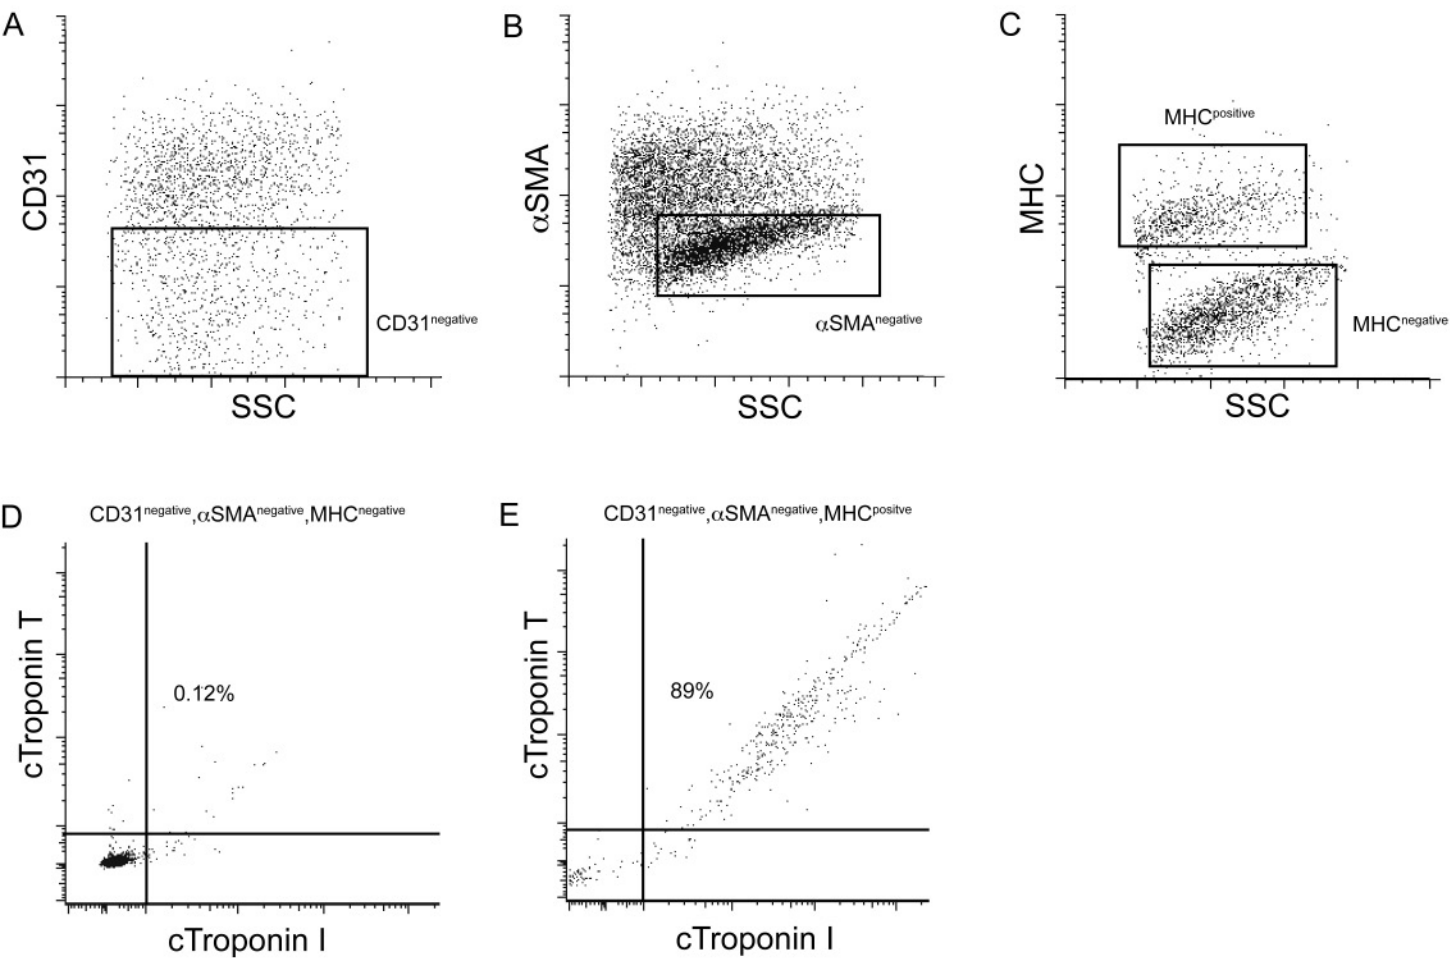 A
CD31
CD31negative
SSC
B
αSMA
αSMAnegative
SSC
C
MHC
MHCpositive
MHCnegative
SSC
D
CD31negative,αSMAnegative,MHCnegative
cTroponin T
0.12%
cTroponin I
E
CD31negative,αSMAnegative,MHCpositve
cTroponin T
89%
cTroponin I